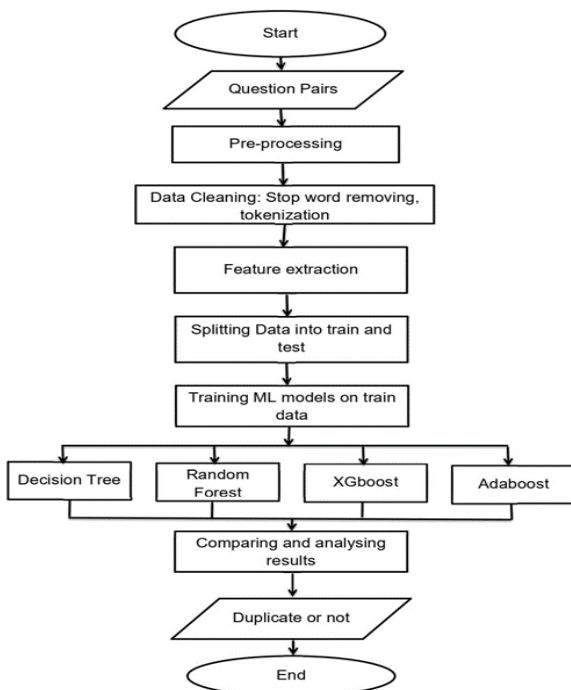 Start
Question Pairs
Pre-processing
Data Cleaning: Stop word removing,
tokenization
Feature extraction
Splitting Data into train and
test
Training ML models on train
data
Decision Tree
Random
Forest
XGboost
Adaboost
Comparing and analysing
results
Duplicate or not
End